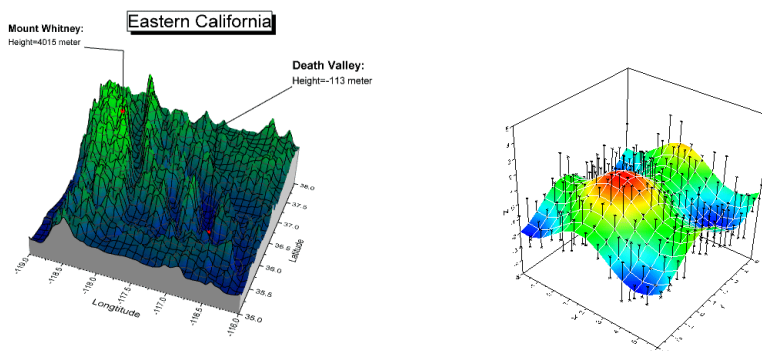 Eastern California
Mount Whitney:
Height=4015 meter
Death Valley:
Height=-113 meter
38.0
37.5
37.0
36.5
36.0
35.5
35.0
Latitude
-119.0
-118.5
-118.0
-117.5
-117.0
-116.5
-116.0
Longtitude
Z
X